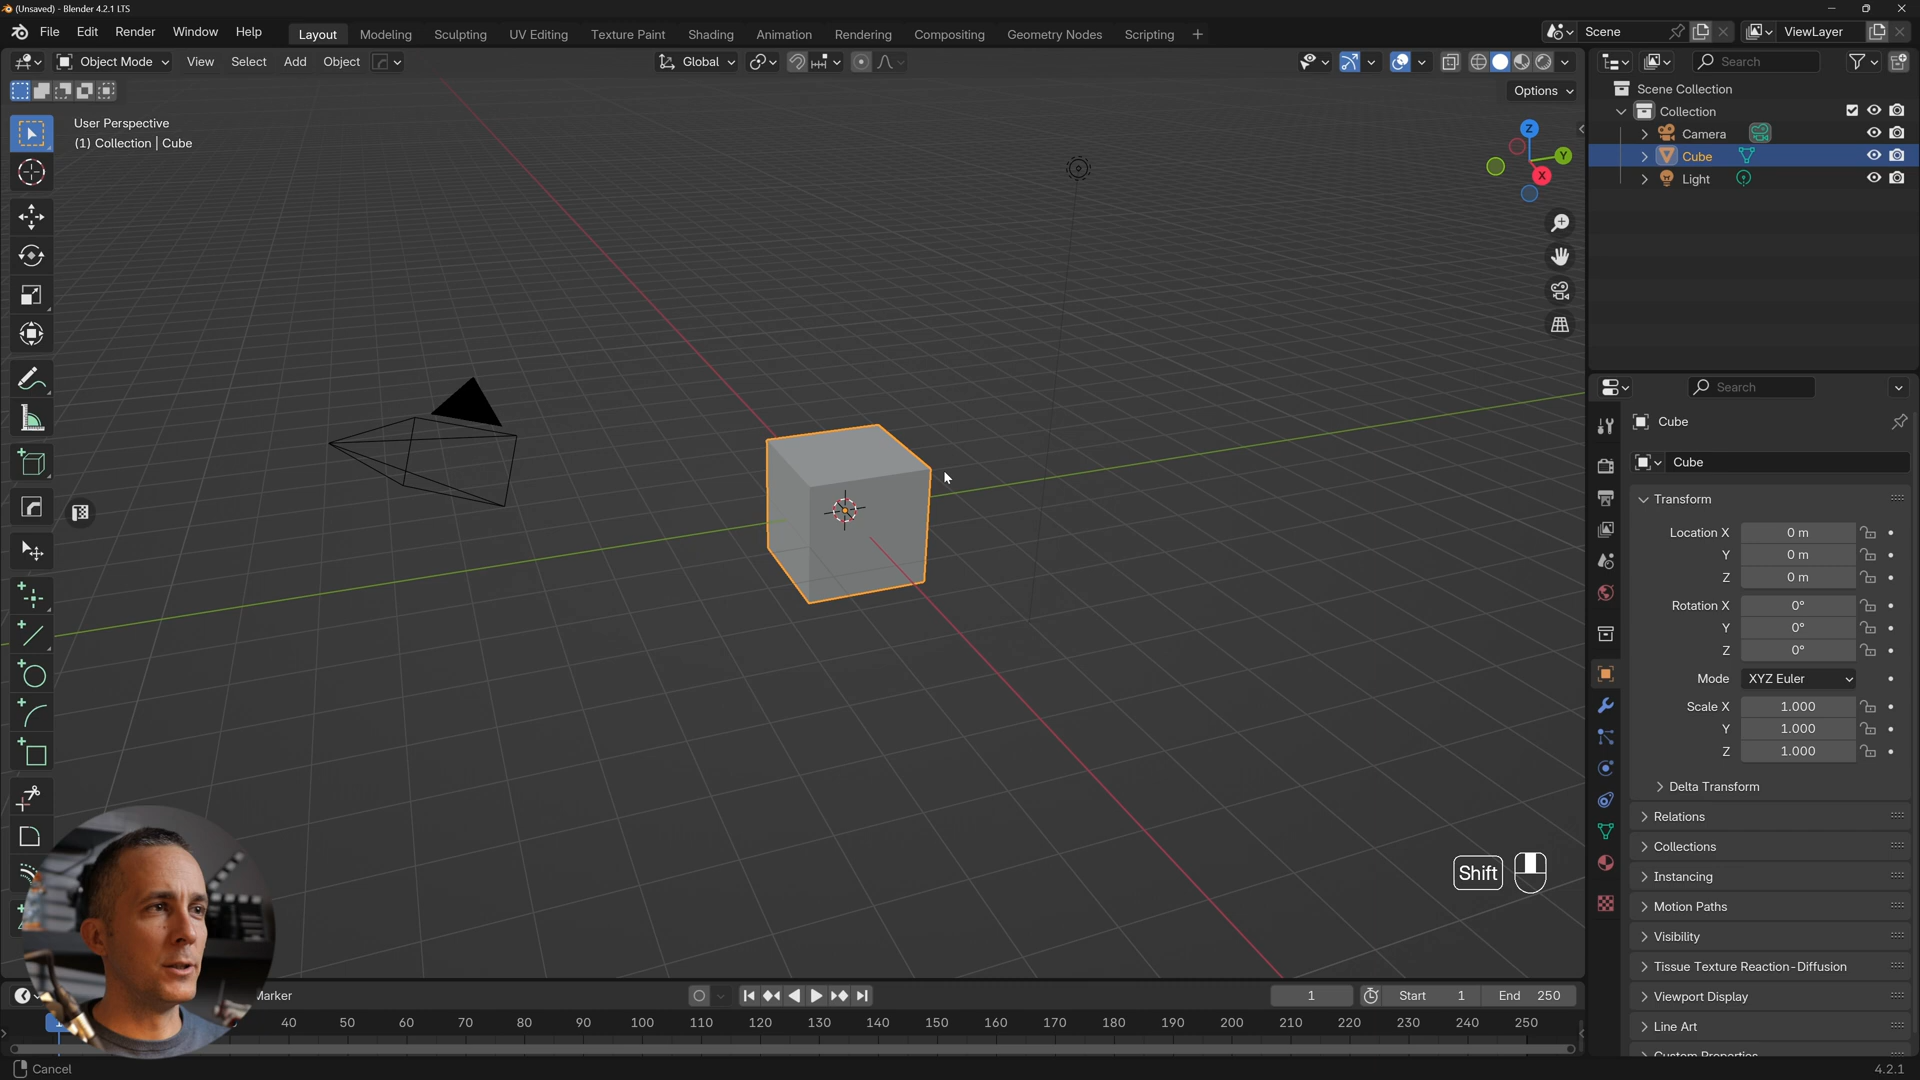 (Unsaved) - Blender 4.2.1 LTS
File Edit Render Window Help Layout Modeling Sculpting UV Editing Texture Paint Shading Animation Rendering Compositing Geometry Nodes Scripting + Scene ViewLayer
Object Mode View Select Add Object Global Search
Options
User Perspective
(1) Collection | Cube
Z
Y
X
Scene Collection
Collection
Camera
Cube
Light
Search
Cube
Cube
Transform
Location X 0 m
Y 0 m
Z 0 m
Rotation X 0°
Y 0°
Z 0°
Mode XYZ Euler
Scale X 1.000
Y 1.000
Z 1.000
Delta Transform
Relations
Collections
Instancing
Motion Paths
Visibility
Tissue Texture Reaction-Diffusion
Viewport Display
Line Art
Custom Properties
Shift
Marker 1 Start 1 End 250
40 50 60 70 80 90 100 110 120 130 140 150 160 170 180 190 200 210 220 230 240 250
Cancel 4.2.1